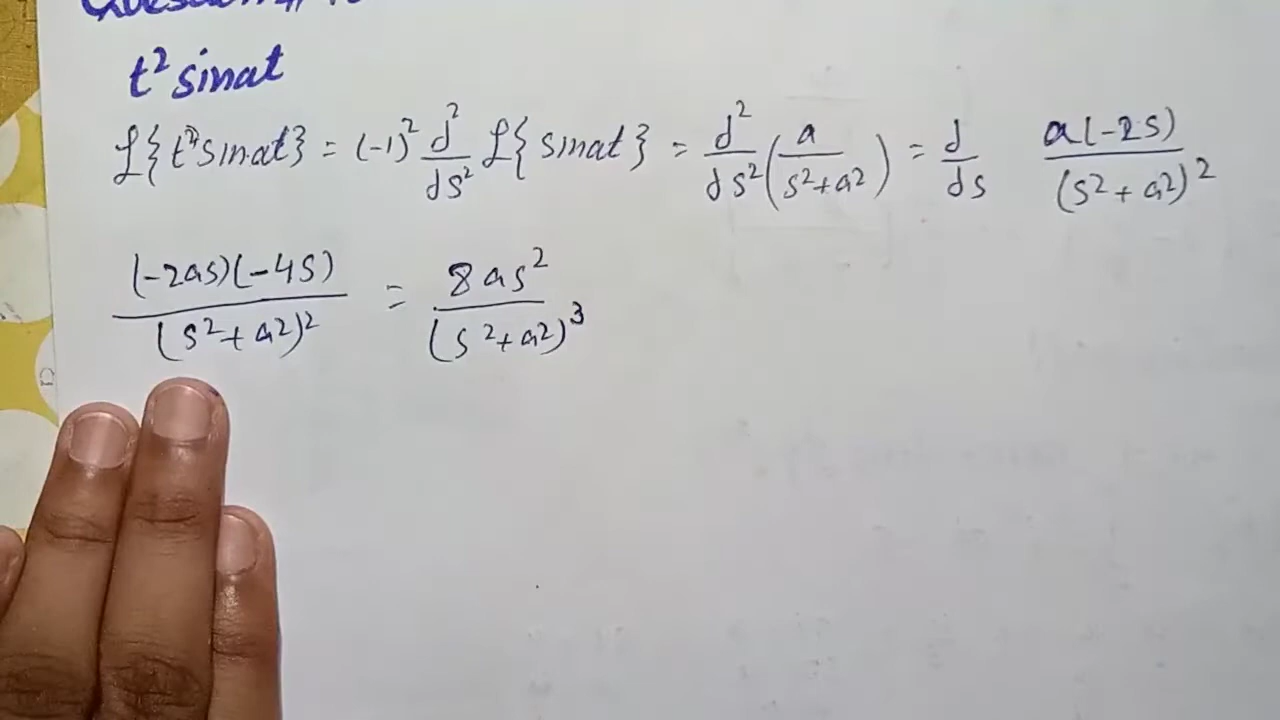 t² sinat
ℒ{t²sinat} = (-1)² d²/ds² ℒ{sinat} = d²/ds² (a/(s²+a²)) = d/ds a(-2s)/(s²+a²)²
(-2as)(-4s)/(s²+a²)² = 8as²/(s²+a²)³